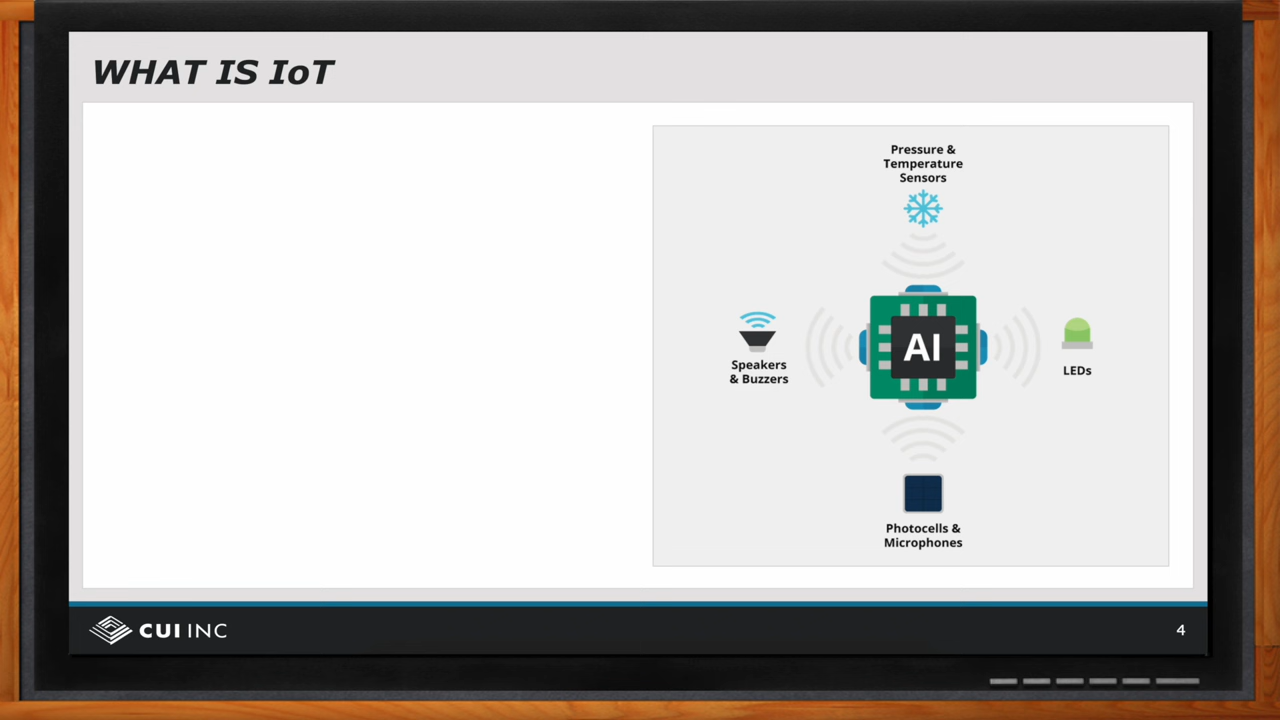 WHAT IS IoT
Pressure &
Temperature
Sensors
AI
Speakers
& Buzzers
LEDs
Photocells &
Microphones
CUI INC
4